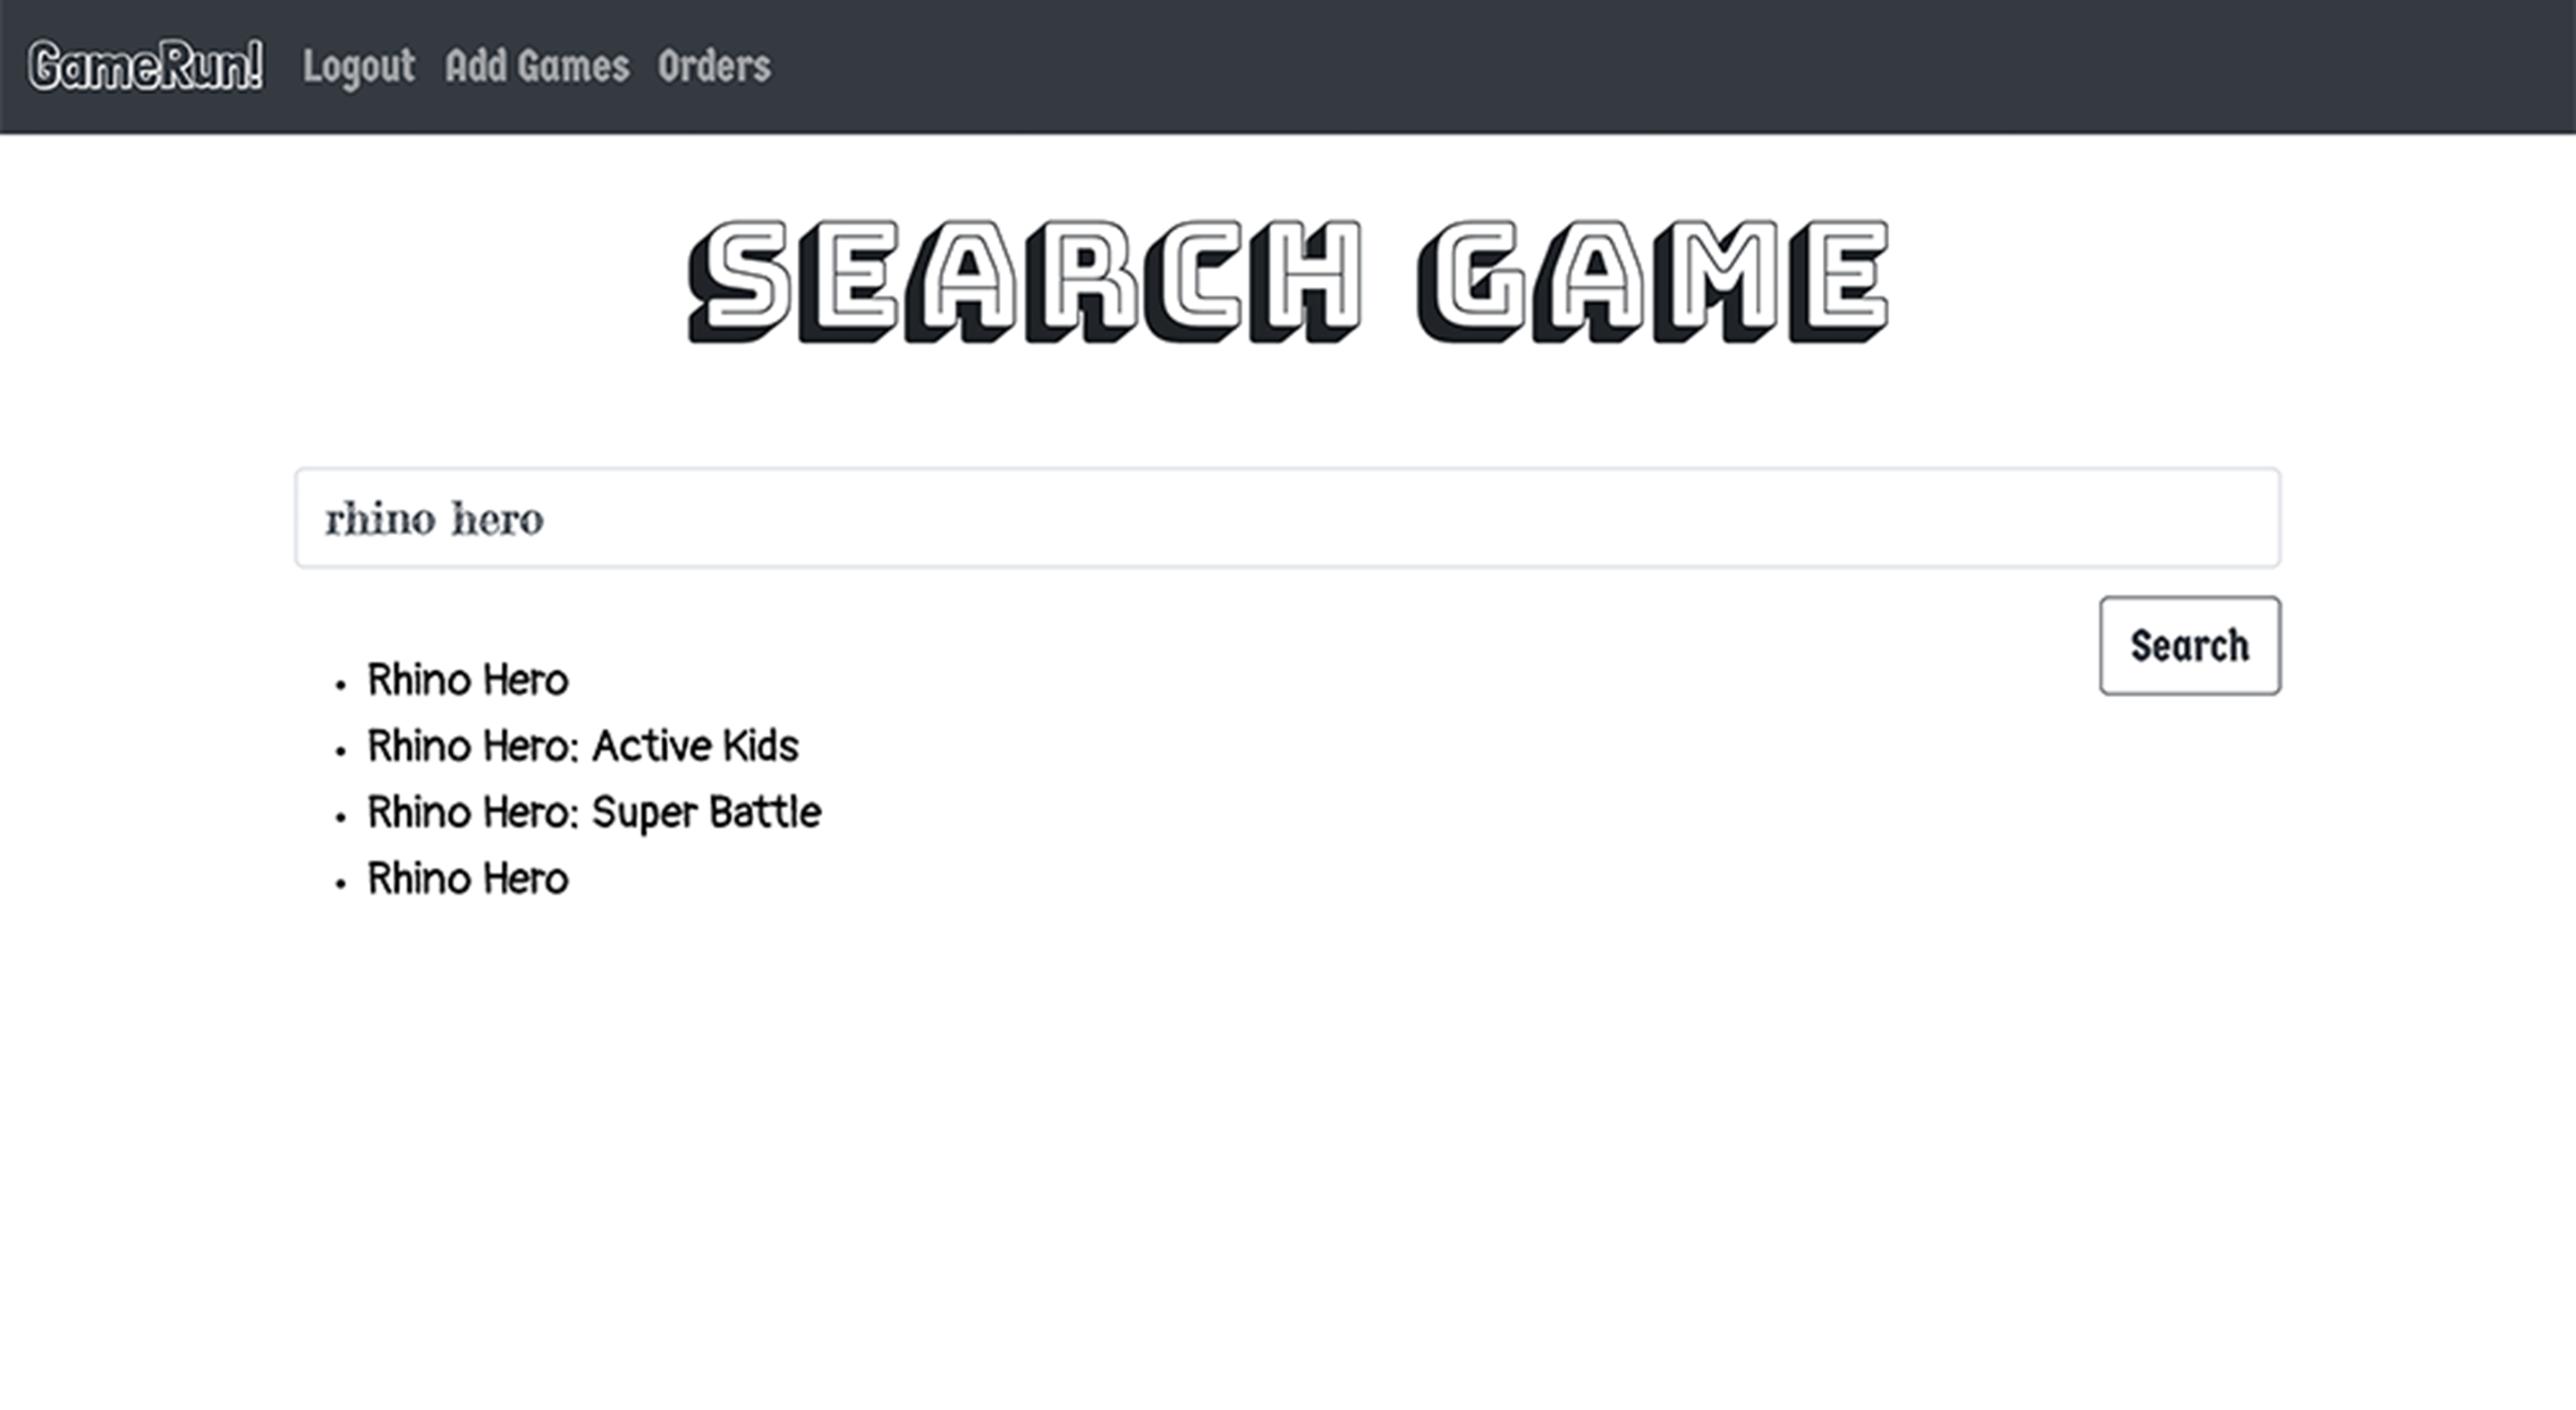 GameRun! Logout Add Games Orders
SEARCH GAME
rhino hero
Search
Rhino Hero
Rhino Hero: Active Kids
Rhino Hero: Super Battle
Rhino Hero